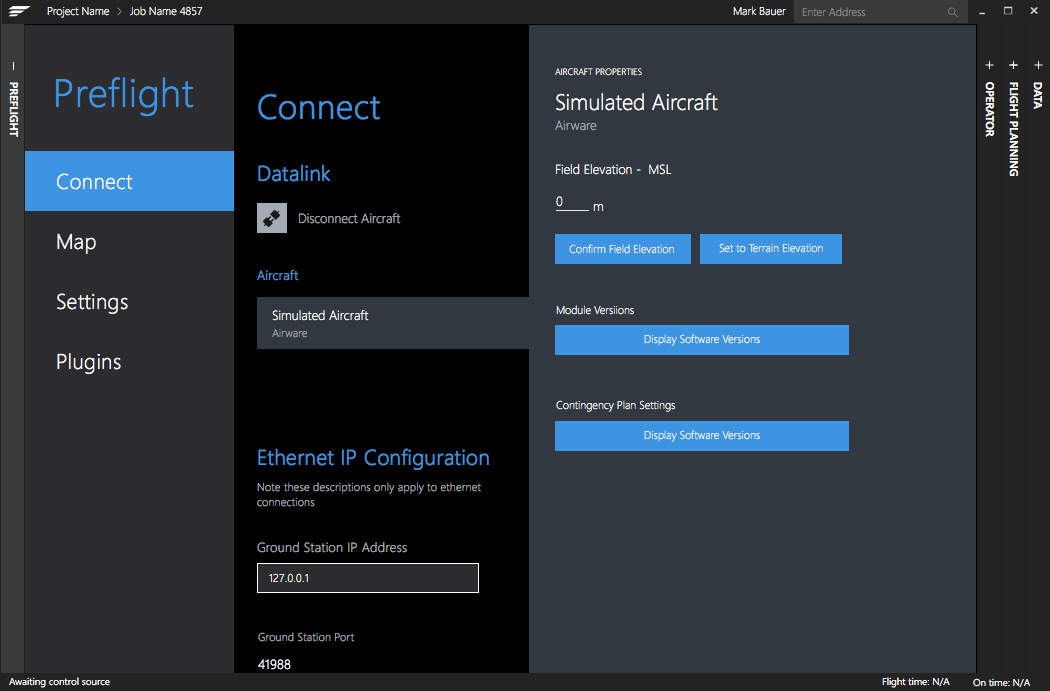 Project Name > Job Name 4857
Mark Bauer
Enter Address
PREFLIGHT
Preflight
Connect
Map
Settings
Plugins
Connect
Datalink
Disconnect Aircraft
Aircraft
Simulated Aircraft
Airware
Ethernet IP Configuration
Note these descriptions only apply to ethernet
connections
Ground Station IP Address
127.0.0.1
Ground Station Port
41988
AIRCRAFT PROPERTIES
Simulated Aircraft
Airware
Field Elevation - MSL
0 m
Confirm Field Elevation
Set to Terrain Elevation
Module Versiions
Display Software Versions
Contingency Plan Settings
Display Software Versions
OPERATOR
FLIGHT PLANNING
DATA
Awaiting control source
Flight time: N/A
On time: N/A